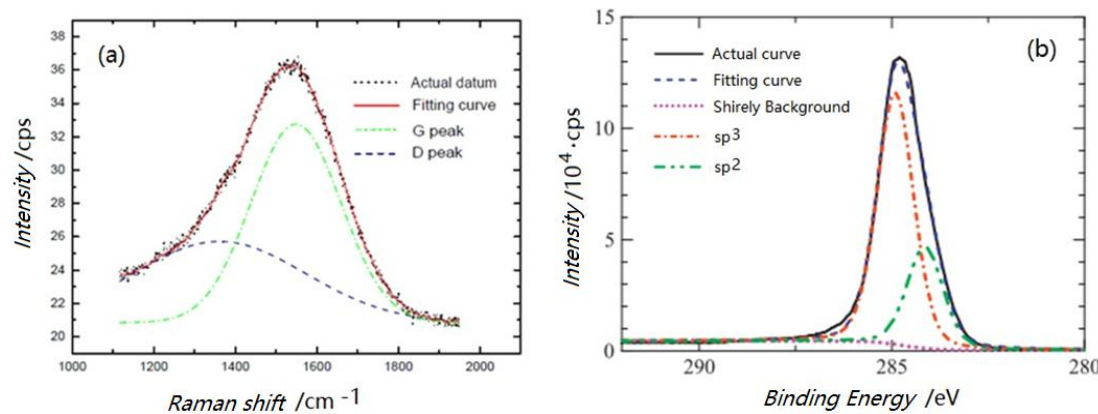 (a)
Intensity /cps
38
36
34
32
30
28
26
24
22
20
Actual datum
Fitting curve
G peak
D peak
1000 1200 1400 1600 1800 2000
Raman shift /cm -1
(b)
Intensity /10⁴·cps
15
10
5
0
Actual curve
Fitting curve
Shirely Background
sp3
sp2
290 285 280
Binding Energy /eV